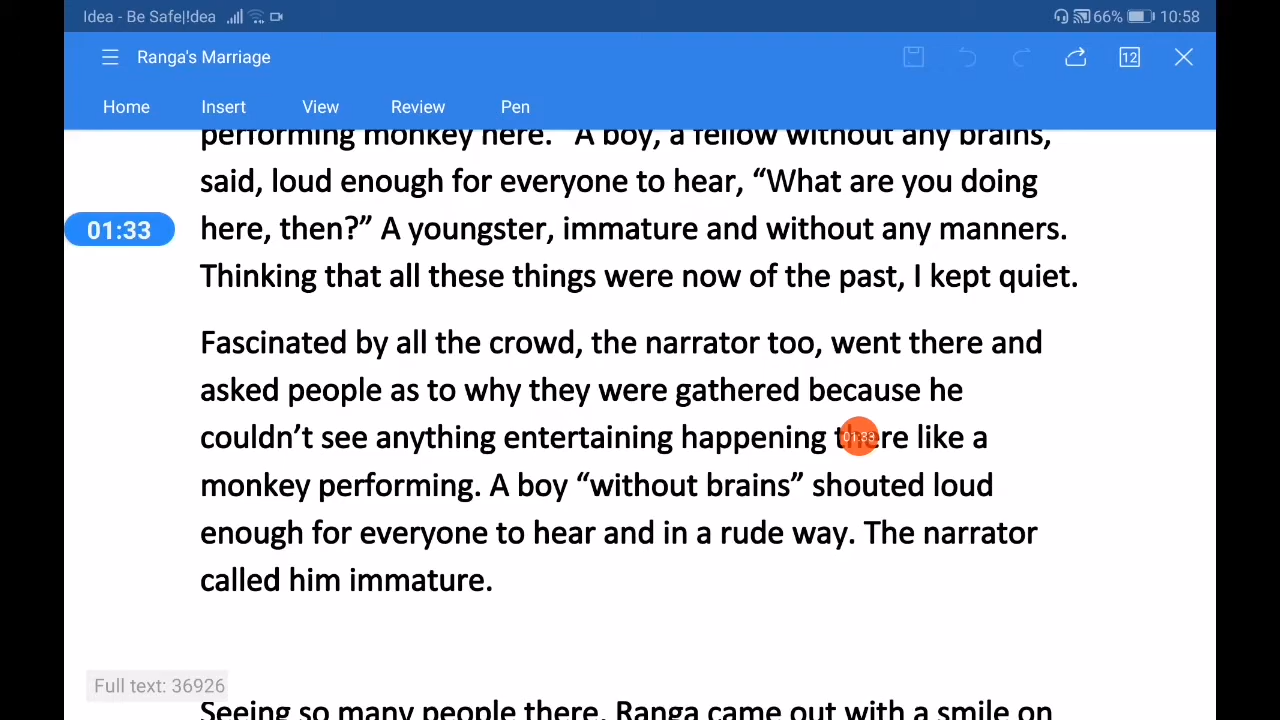 Idea - Be Safe|!dea 66% 10:58
Ranga's Marriage 12
Home Insert View Review Pen
performing monkey here.” A boy, a fellow without any brains,
said, loud enough for everyone to hear, “What are you doing
01:33
here, then?” A youngster, immature and without any manners.
Thinking that all these things were now of the past, I kept quiet.
Fascinated by all the crowd, the narrator too, went there and
asked people as to why they were gathered because he
couldn’t see anything entertaining happening there like a
01:33
monkey performing. A boy “without brains” shouted loud
enough for everyone to hear and in a rude way. The narrator
called him immature.
Full text: 36926
Seeing so many people there, Ranga came out with a smile on